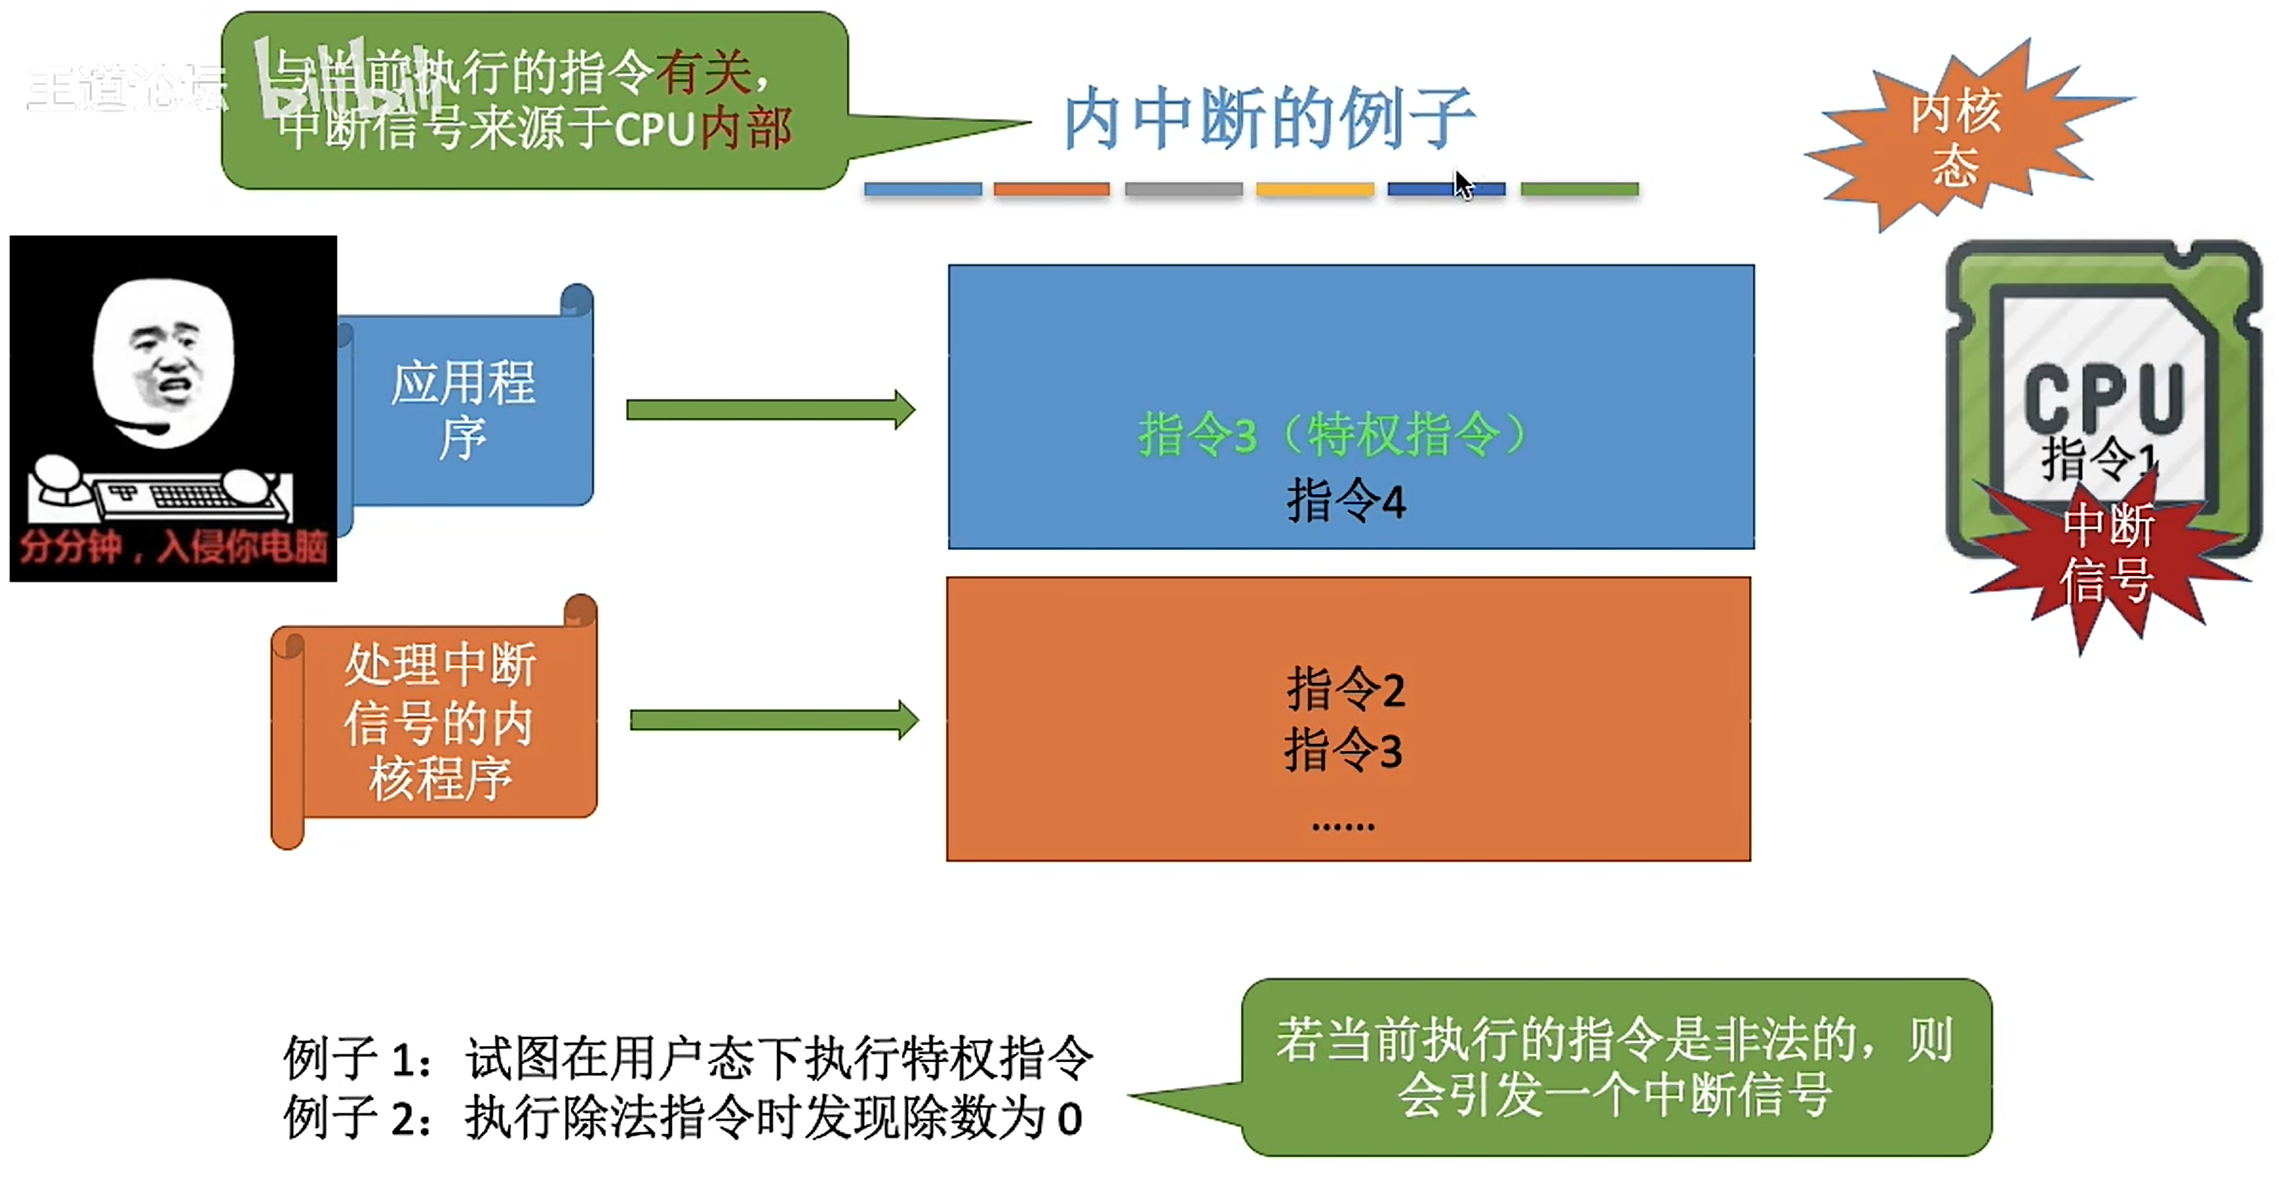 王道论坛
bilibili
与当前执行的指令有关，
中断信号来源于CPU内部
内中断的例子
内核
态
应用程
序
指令3（特权指令）
指令4
CPU
指令1
中断
信号
分分钟，入侵你电脑
处理中断
信号的内
核程序
指令2
指令3
……
例子 1：试图在用户态下执行特权指令
例子 2：执行除法指令时发现除数为 0
若当前执行的指令是非法的，则
会引发一个中断信号